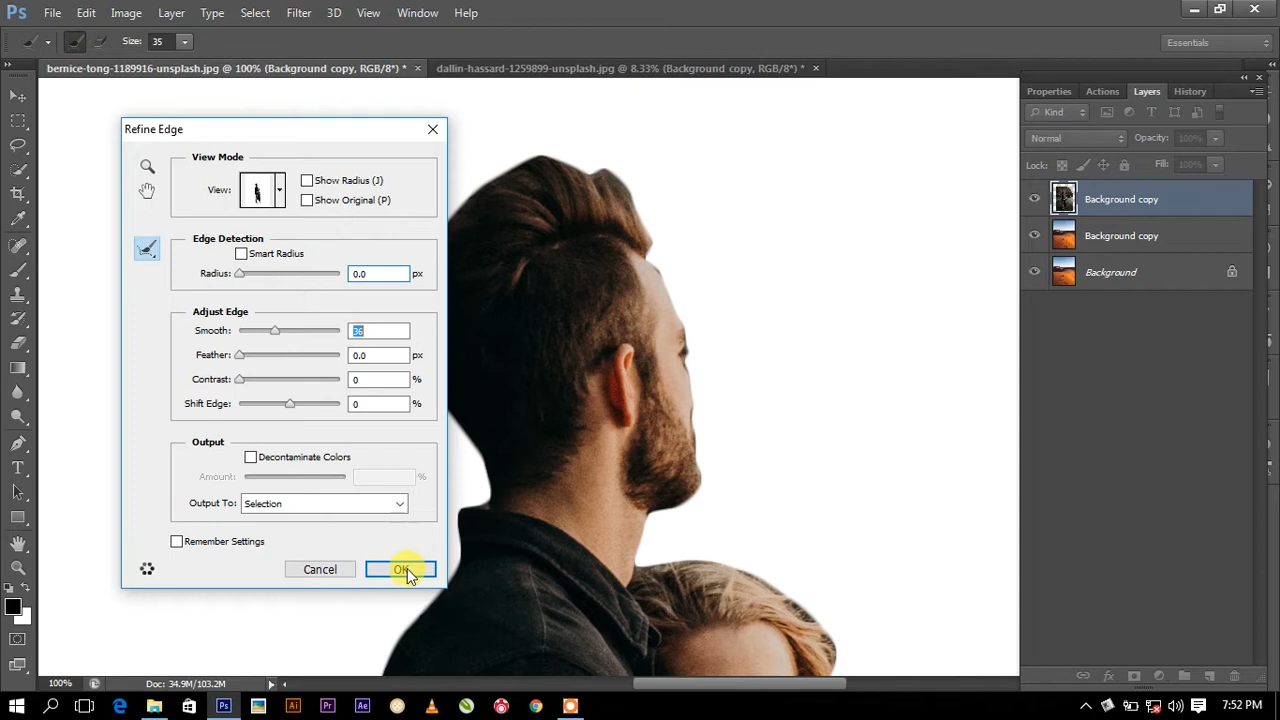 Ps File Edit Image Layer Type Select Filter 3D View Window Help
Size: 35 Essentials
bernice-tong-1189916-unsplash.jpg @ 100% (Background copy, RGB/8*) * × dallin-hassard-1259899-unsplash.jpg @ 8.33% (Background copy, RGB/8*) * ×
Properties Actions Layers History
Kind
Normal Opacity: 100%
Lock: Fill: 100%
Background copy
Background copy
Background
Refine Edge
View Mode
View:
Show Radius (J)
Show Original (P)
Edge Detection
Smart Radius
Radius: 0.0 px
Adjust Edge
Smooth: 36
Feather: 0.0 px
Contrast: 0 %
Shift Edge: 0 %
Output
Decontaminate Colors
Amount: %
Output To: Selection
Remember Settings
Cancel OK
100% Doc: 34.9M/103.2M
Ps Ai Pr Ae 7:52 PM